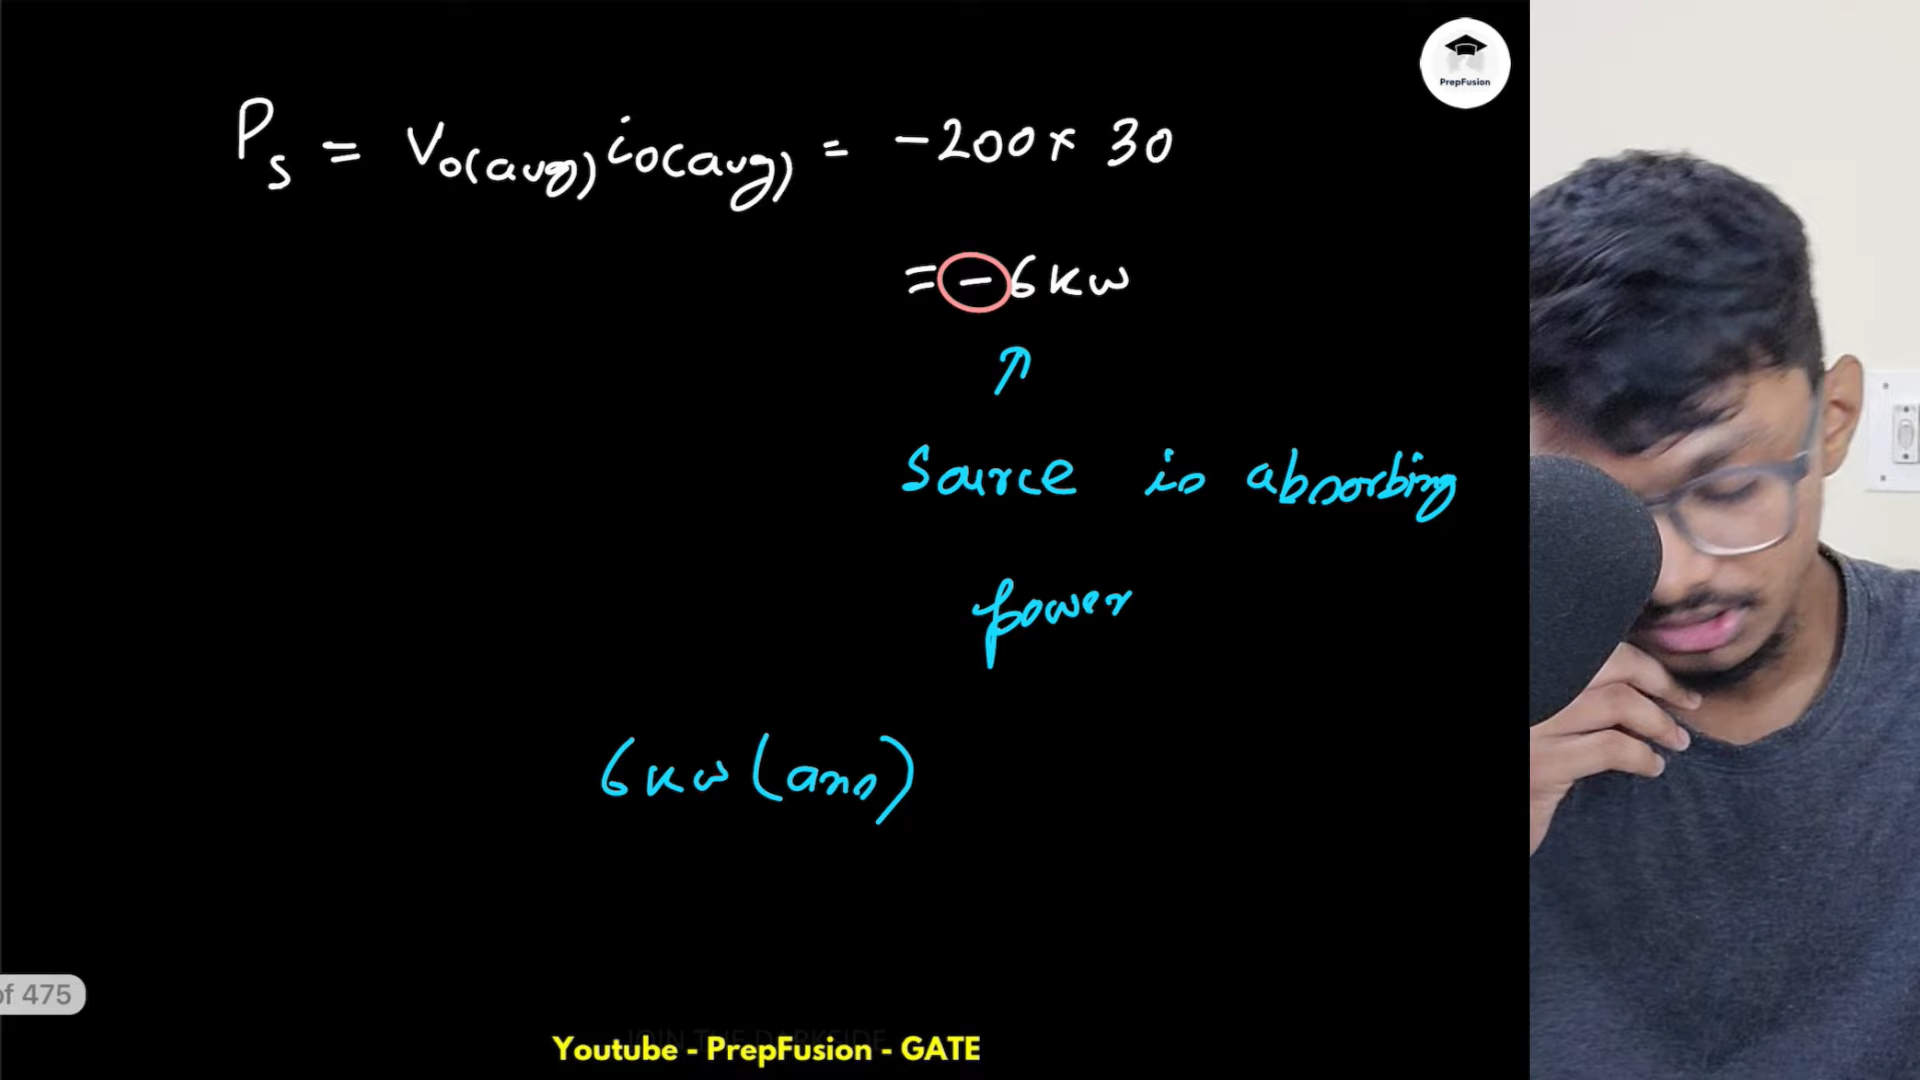 PrepFusion
Ps = Vo(avg) io(avg) = -200 × 30
= -6kw
↑
Source is absorbing
power
6kw (ans)
of 475
Youtube - PrepFusion - GATE